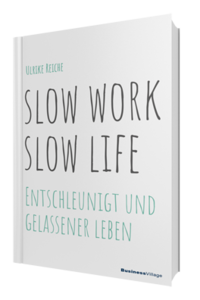 Ulrike Reiche
SLOW WORK
SLOW LIFE
ENTSCHLEUNIGT UND
GELASSENER LEBEN
BusinessVillage